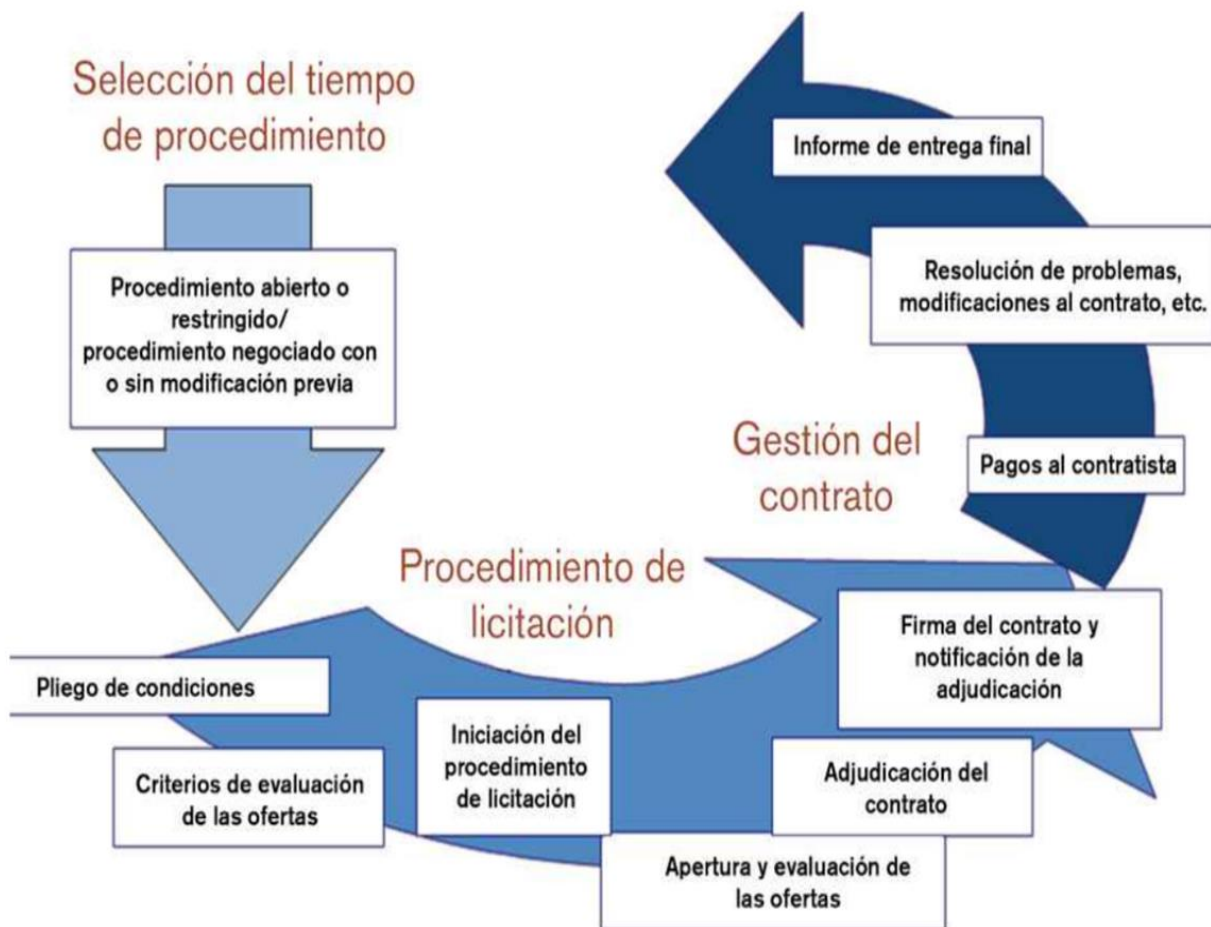 Selección del tiempo
de procedimiento
Procedimiento abierto o
restringido/
procedimiento negociado con
o sin modificación previa
Procedimiento de
licitación
Pliego de condiciones
Criterios de evaluación
de las ofertas
Iniciación del
procedimiento
de licitación
Apertura y evaluación de
las ofertas
Adjudicación del
contrato
Firma del contrato y
notificación de la
adjudicación
Gestión del
contrato
Pagos al contratista
Resolución de problemas,
modificaciones al contrato, etc.
Informe de entrega final